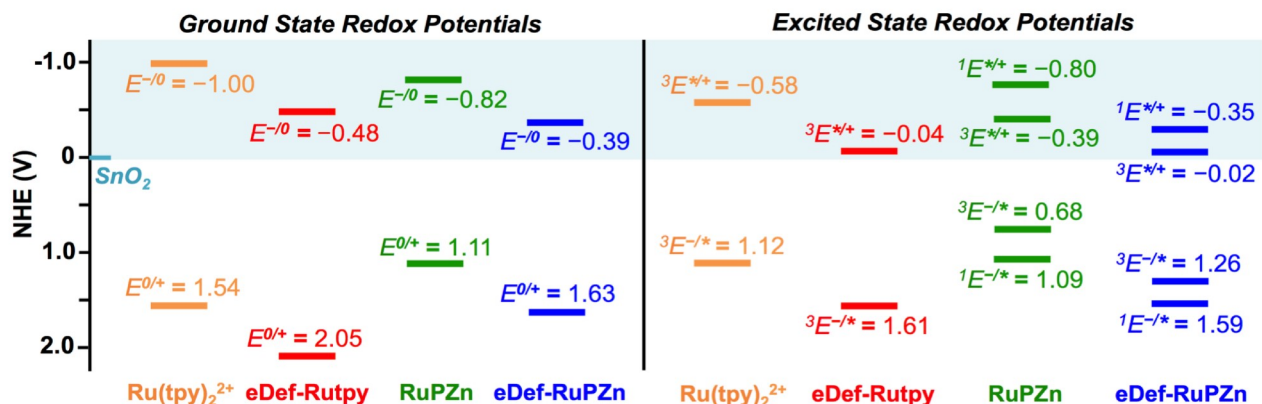 Ground State Redox Potentials
Excited State Redox Potentials
NHE (V)
-1.0
0
1.0
2.0
SnO₂
E⁻/⁰ = −1.00
E⁻/⁰ = −0.48
E⁻/⁰ = −0.82
E⁻/⁰ = −0.39
E⁰/⁺ = 1.54
E⁰/⁺ = 2.05
E⁰/⁺ = 1.11
E⁰/⁺ = 1.63
³E*/⁺ = −0.58
³E*/⁺ = −0.04
¹E*/⁺ = −0.80
³E*/⁺ = −0.39
¹E*/⁺ = −0.35
³E*/⁺ = −0.02
³E⁻/* = 1.12
³E⁻/* = 1.61
³E⁻/* = 0.68
¹E⁻/* = 1.09
³E⁻/* = 1.26
¹E⁻/* = 1.59
Ru(tpy)₂²⁺ eDef-Rutpy RuPZn eDef-RuPZn
Ru(tpy)₂²⁺ eDef-Rutpy RuPZn eDef-RuPZn